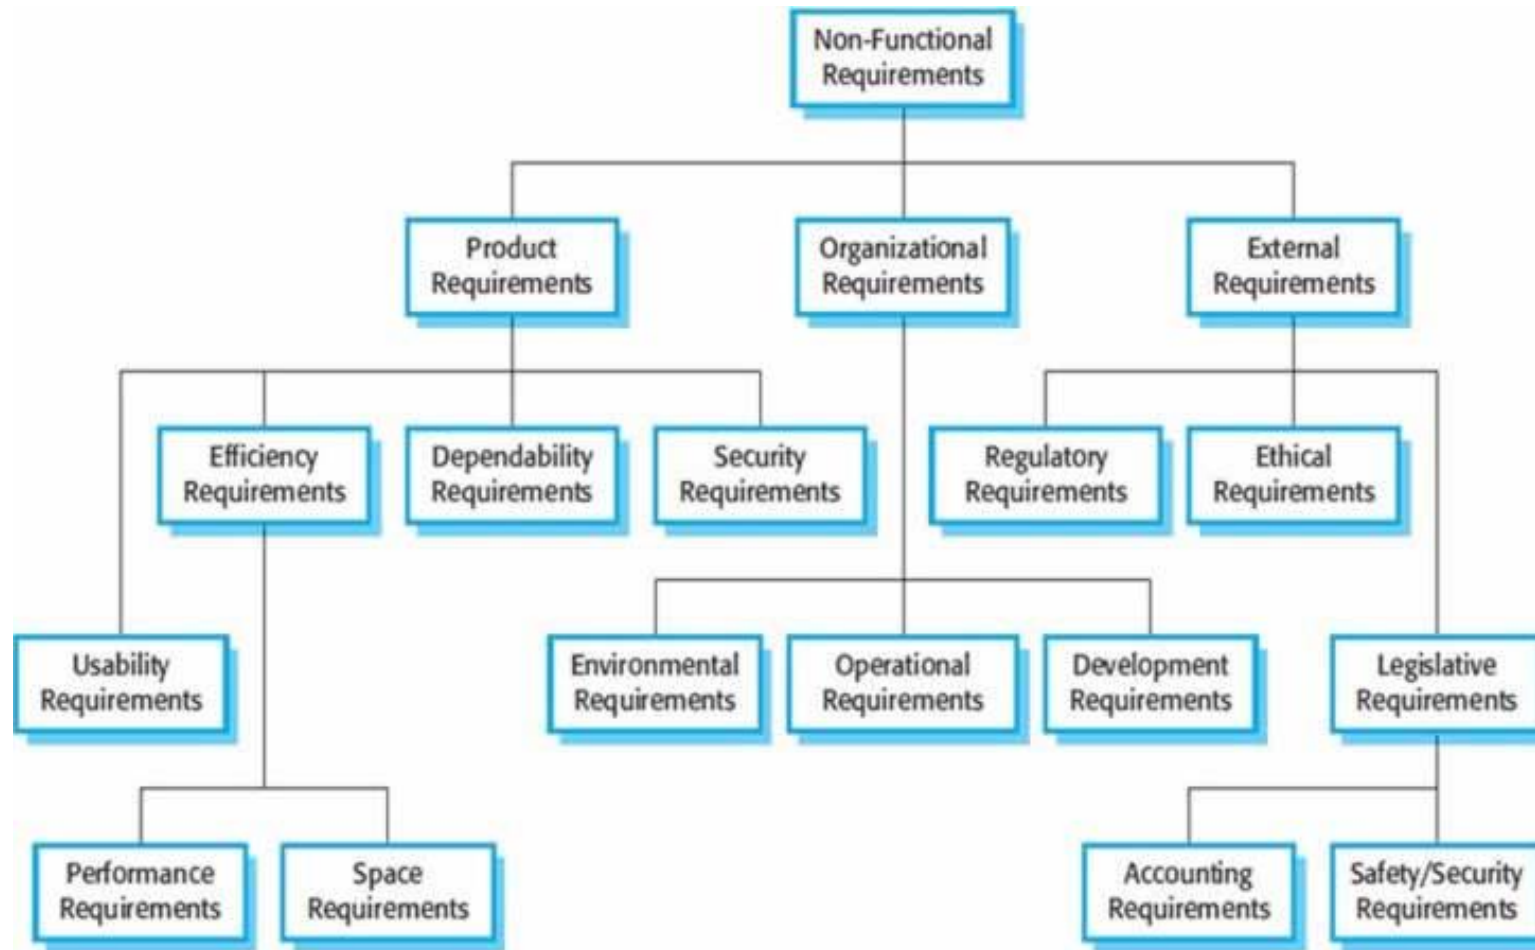 Non-Functional
Requirements
Product
Requirements
Organizational
Requirements
External
Requirements
Efficiency
Requirements
Dependability
Requirements
Security
Requirements
Regulatory
Requirements
Ethical
Requirements
Usability
Requirements
Environmental
Requirements
Operational
Requirements
Development
Requirements
Legislative
Requirements
Performance
Requirements
Space
Requirements
Accounting
Requirements
Safety/Security
Requirements